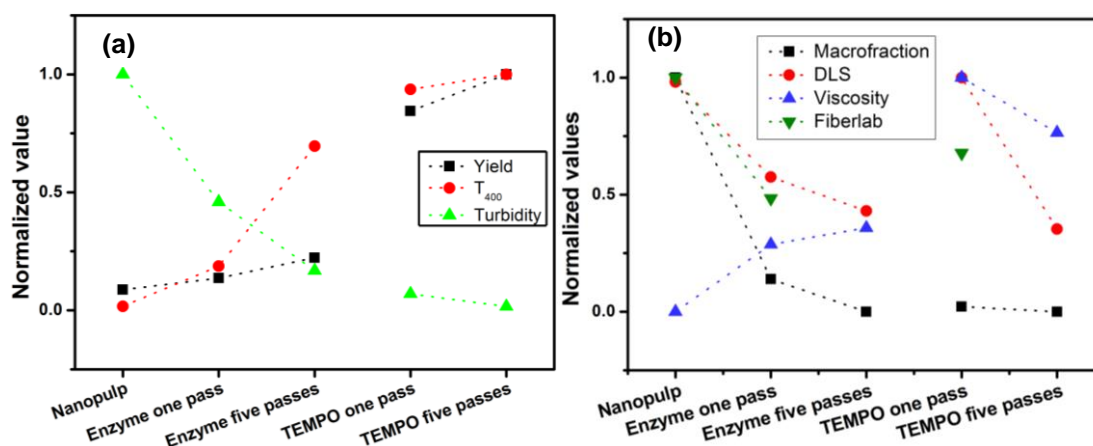 (a)
Normalized value
1.0
0.5
0.0
Yield
T400
Turbidity
Nanopulp
Enzyme one pass
Enzyme five passes
TEMPO one pass
TEMPO five passes
(b)
Normalized values
1.0
0.5
0.0
Macrofraction
DLS
Viscosity
Fiberlab
Nanopulp
Enzyme one pass
Enzyme five passes
TEMPO one pass
TEMPO five passes